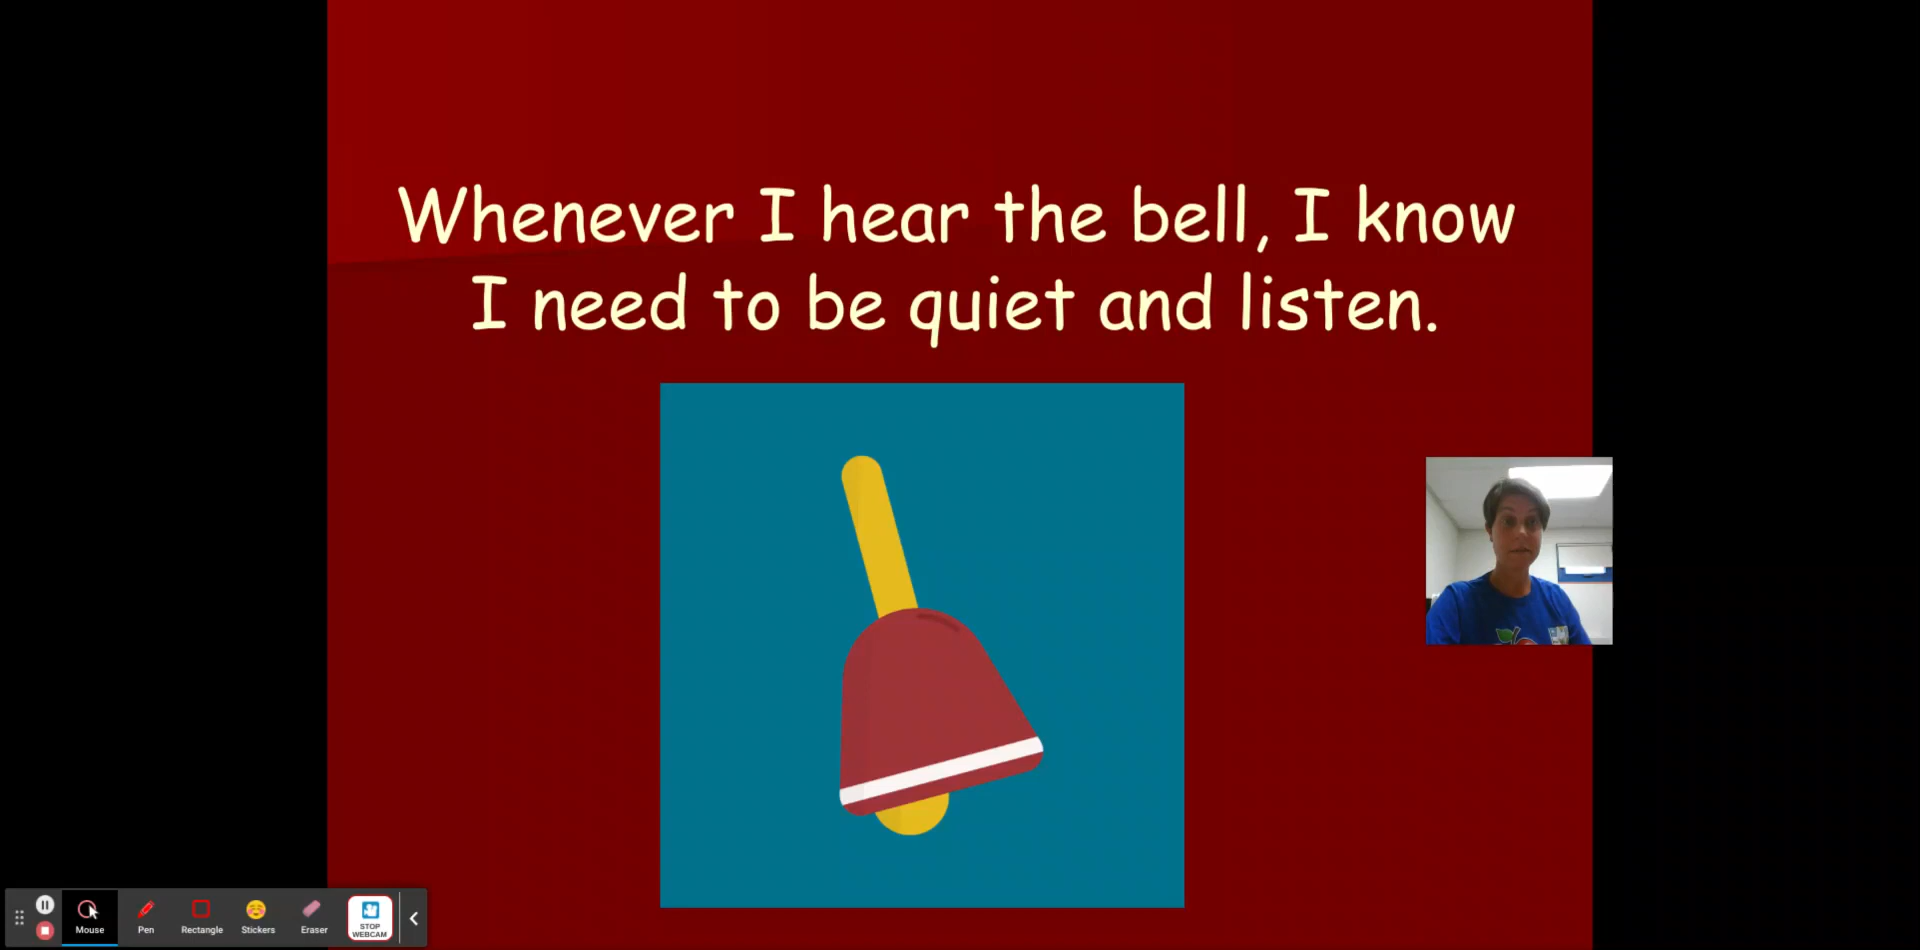 Whenever I hear the bell, I know
I need to be quiet and listen.
Mouse
Pen
Rectangle
Stickers
Eraser
STOP
WEBCAM